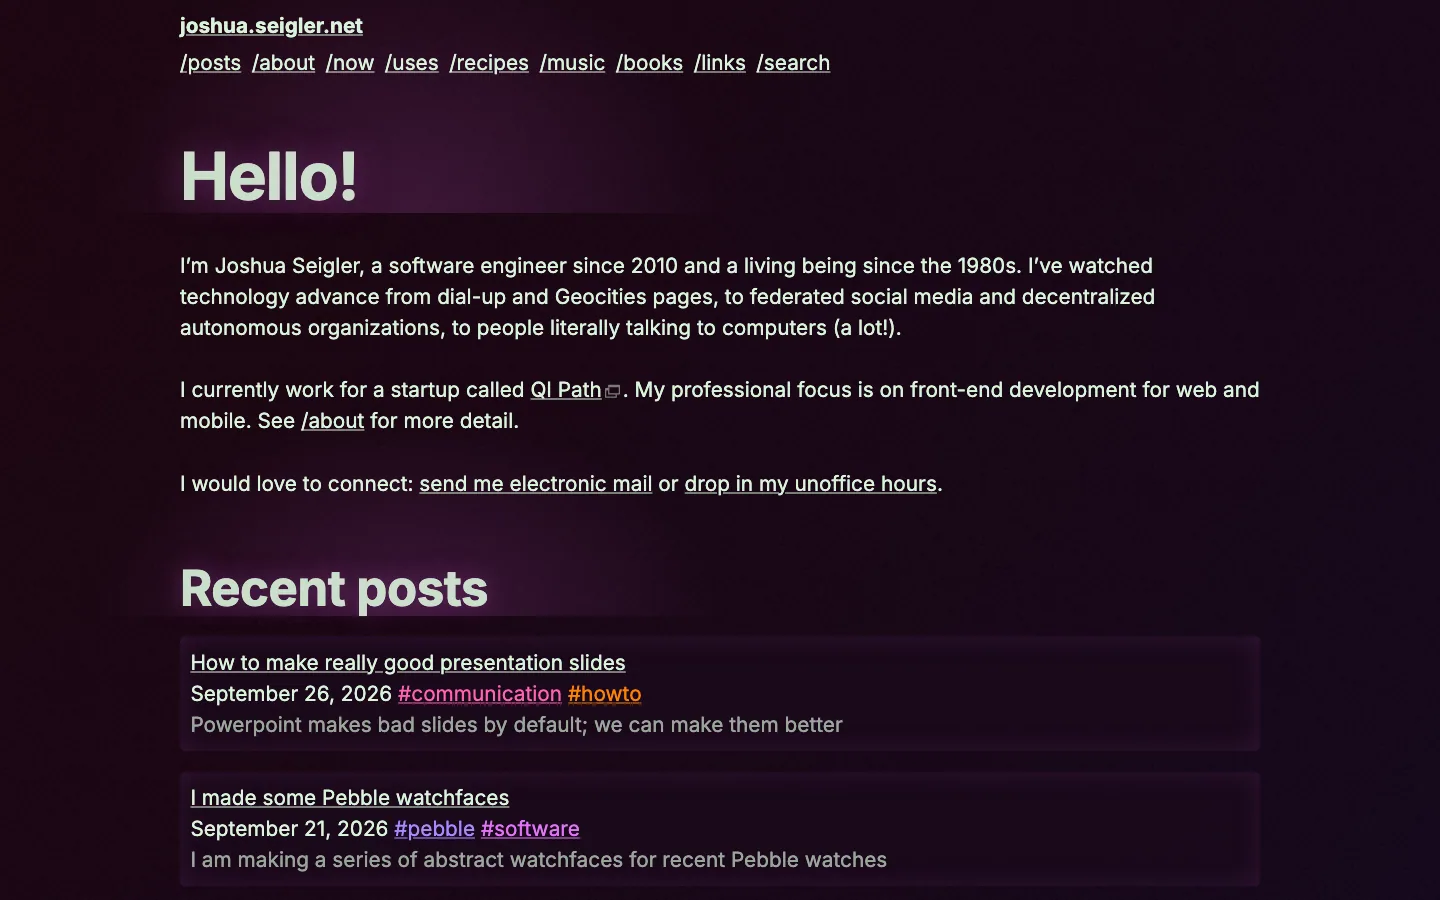 joshua.seigler.net
/posts /about /now /uses /recipes /music /books /links /search
Hello!
I’m Joshua Seigler, a software engineer since 2010 and a living being since the 1980s. I’ve watched
technology advance from dial-up and Geocities pages, to federated social media and decentralized
autonomous organizations, to people literally talking to computers (a lot!).
I currently work for a startup called QI Path. My professional focus is on front-end development for web and
mobile. See /about for more detail.
I would love to connect: send me electronic mail or drop in my unoffice hours.
Recent posts
How to make really good presentation slides
September 26, 2026 #communication #howto
Powerpoint makes bad slides by default; we can make them better
I made some Pebble watchfaces
September 21, 2026 #pebble #software
I am making a series of abstract watchfaces for recent Pebble watches